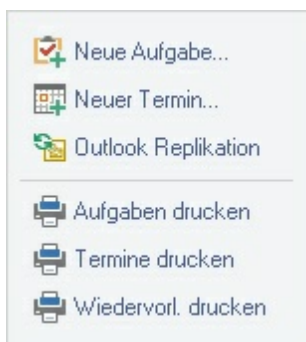 Neue Aufgabe...
Neuer Termin...
Outlook Replikation
Aufgaben drucken
Termine drucken
Wiedervorl. drucken